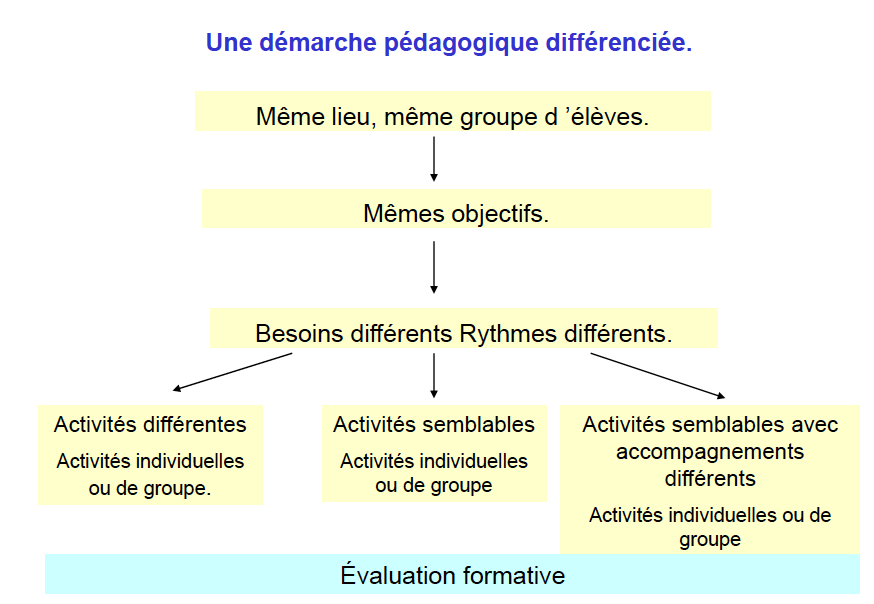 Une démarche pédagogique différenciée.
Même lieu, même groupe d ’élèves.
Mêmes objectifs.
Besoins différents Rythmes différents.
Activités différentes
Activités individuelles
ou de groupe.
Activités semblables
Activités individuelles
ou de groupe
Activités semblables avec
accompagnements
différents
Activités individuelles ou de
groupe
Évaluation formative